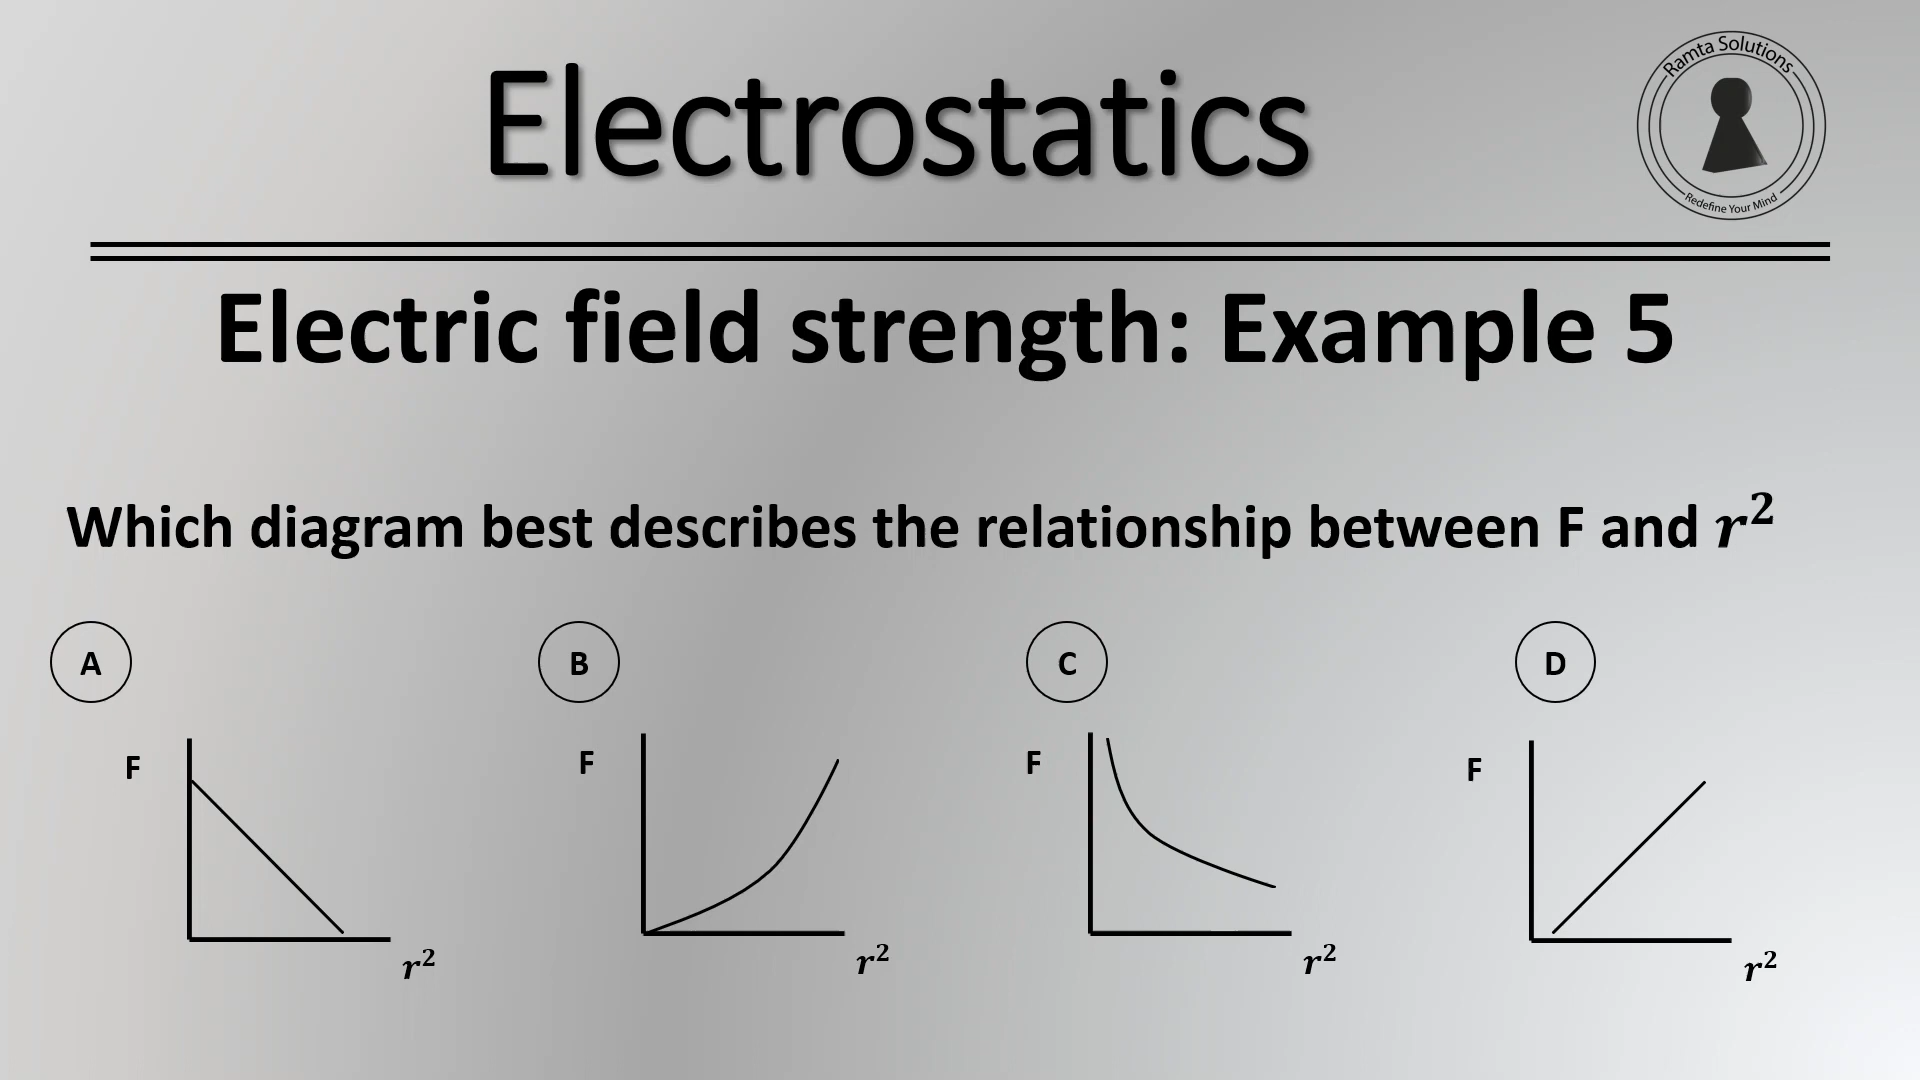 Electrostatics
Ramta Solutions
Redefine Your Mind
Electric field strength: Example 5
Which diagram best describes the relationship between F and r²
A
B
C
D
F
r²
F
r²
F
r²
F
r²